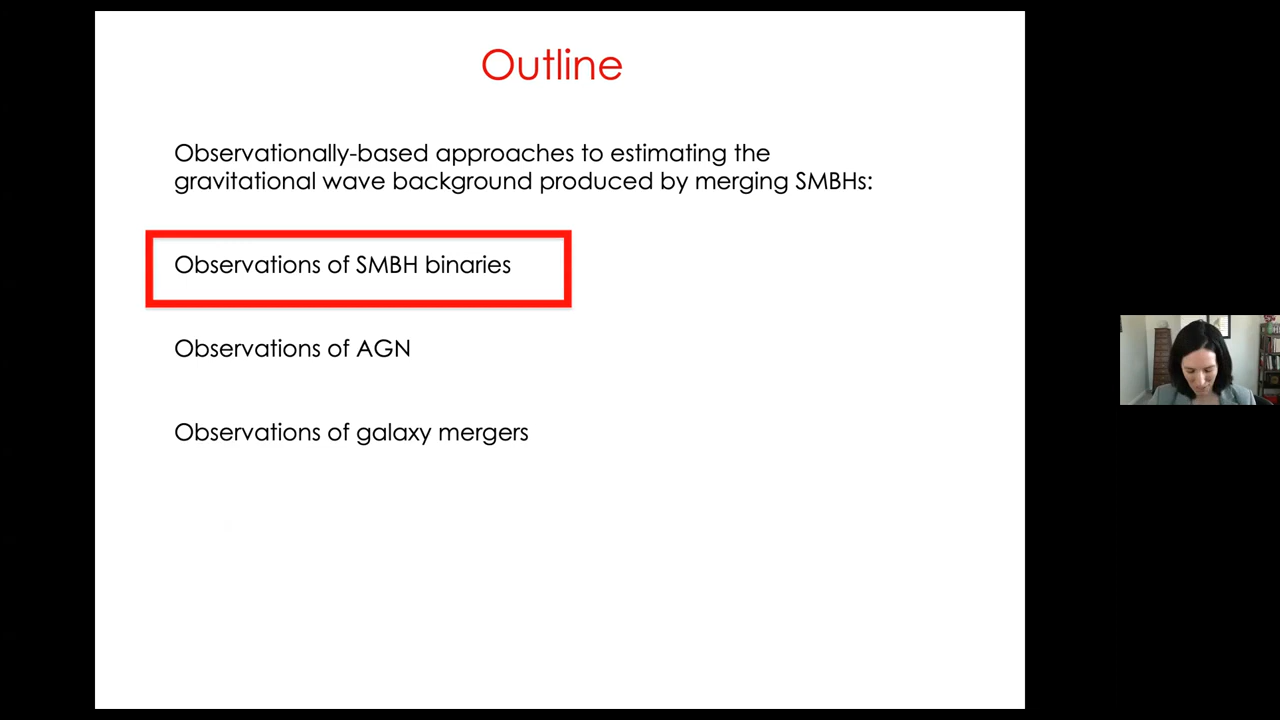 Outline
Observationally-based approaches to estimating the
gravitational wave background produced by merging SMBHs:
Observations of SMBH binaries
Observations of AGN
Observations of galaxy mergers